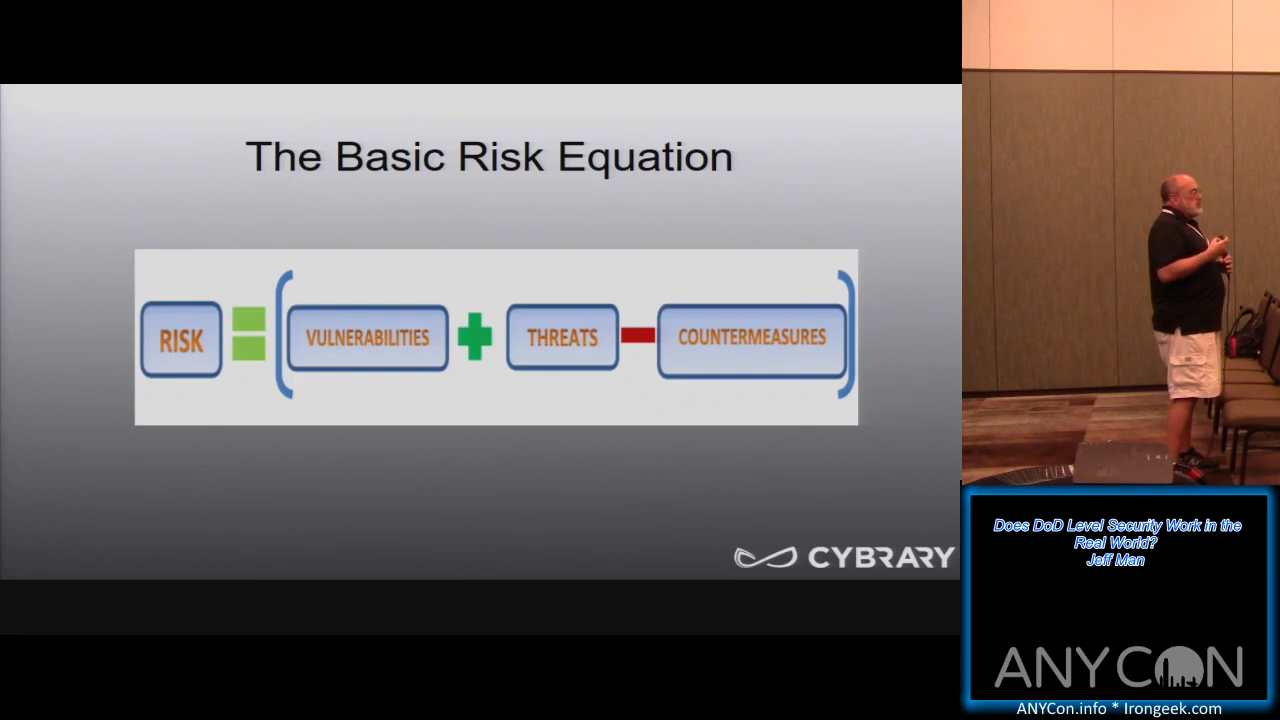 The Basic Risk Equation
RISK = ( VULNERABILITIES + THREATS - COUNTERMEASURES )
CYBRARY
Does DoD Level Security Work in the
Real World?
Jeff Man
ANYCON
ANYCon.info * Irongeek.com